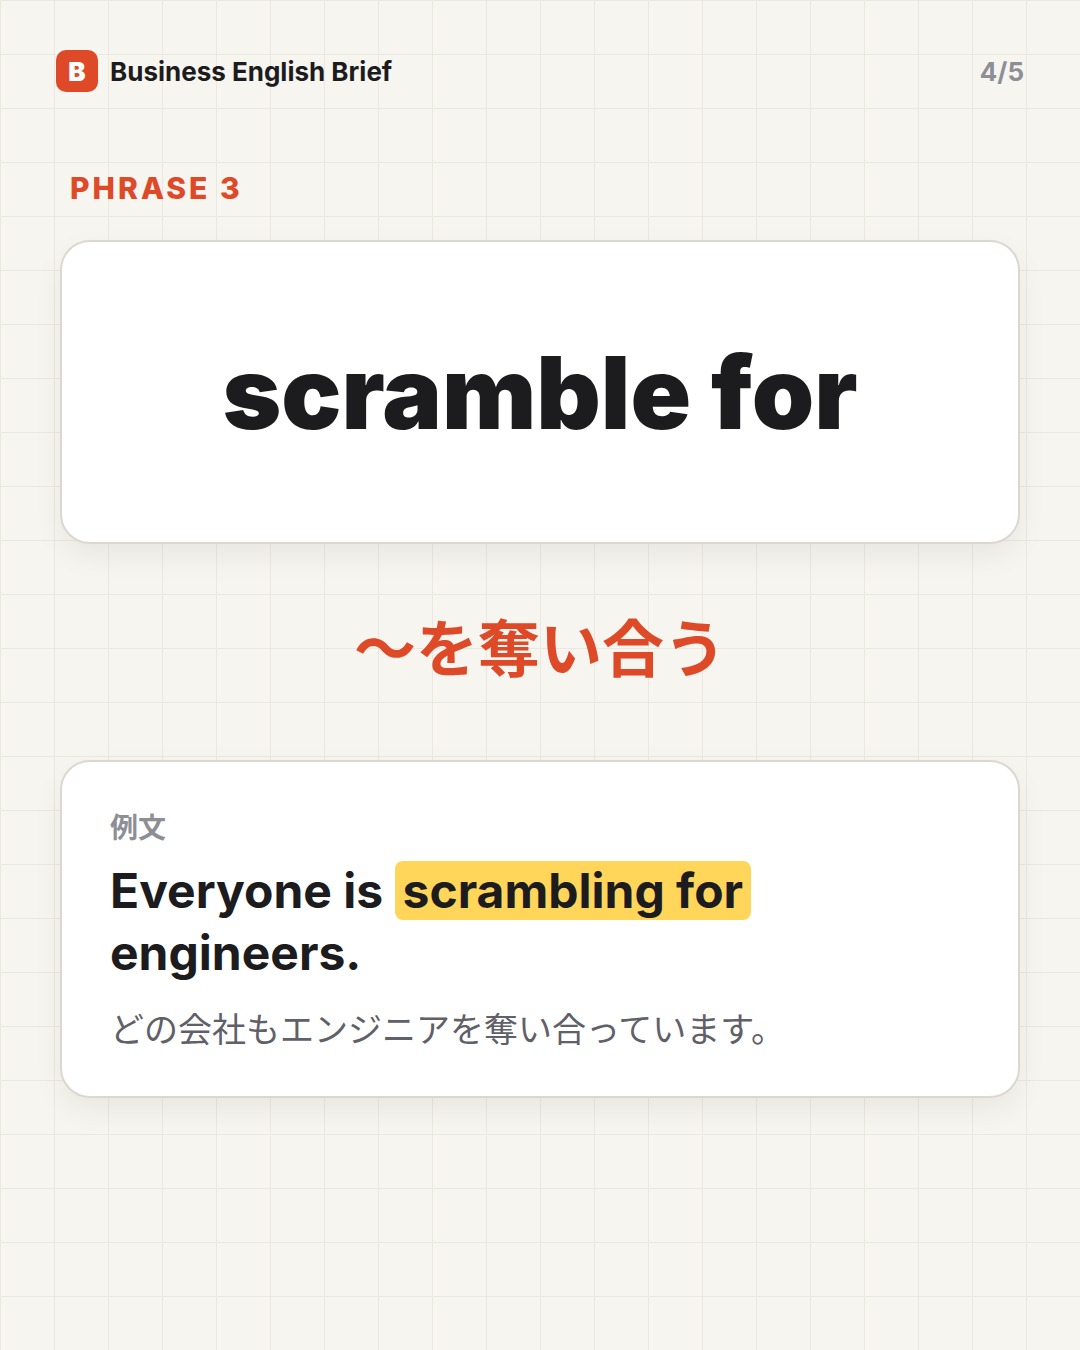 B Business English Brief 4/5
PHRASE 3
scramble for
〜を奪い合う
例文
Everyone is scrambling for
engineers.
どの会社もエンジニアを奪い合っています。